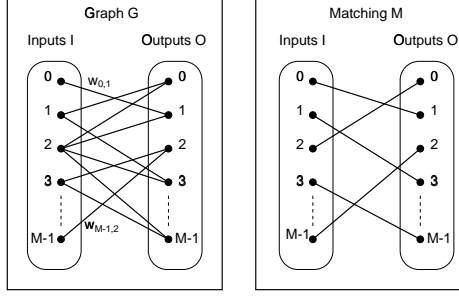 Graph G
Inputs I Outputs O
0 w0,1 0
1 1
2 2
3 3
M-1 wM-1,2 M-1
Matching M
Inputs I Outputs O
0 0
1 1
2 2
3 3
M-1 M-1